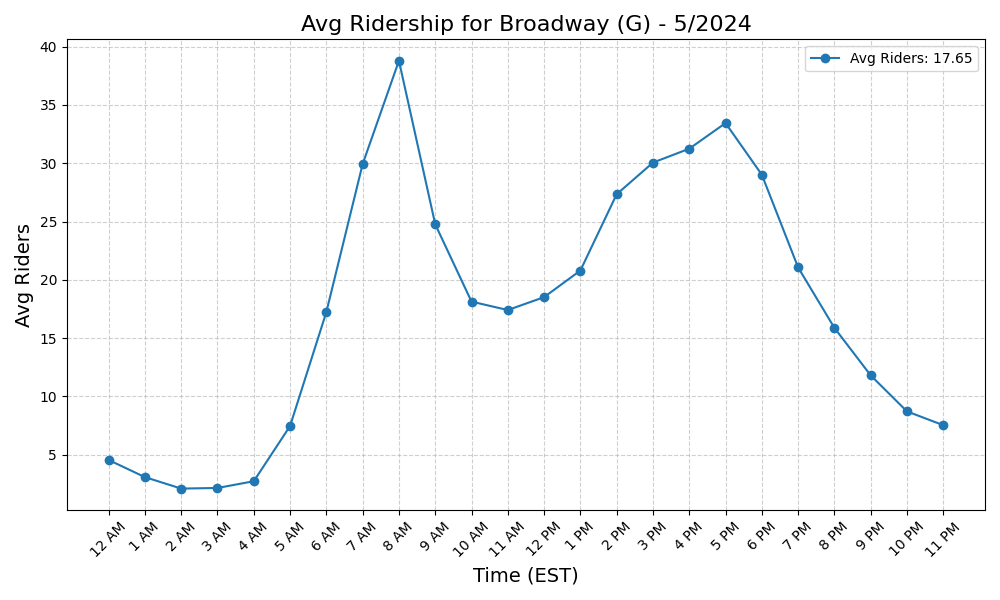 Avg Ridership for Broadway (G) - 5/2024
Avg Riders: 17.65
Avg Riders
40
35
30
25
20
15
10
5
12 AM
1 AM
2 AM
3 AM
4 AM
5 AM
6 AM
7 AM
8 AM
9 AM
10 AM
11 AM
12 PM
1 PM
2 PM
3 PM
4 PM
5 PM
6 PM
7 PM
8 PM
9 PM
10 PM
11 PM
Time (EST)